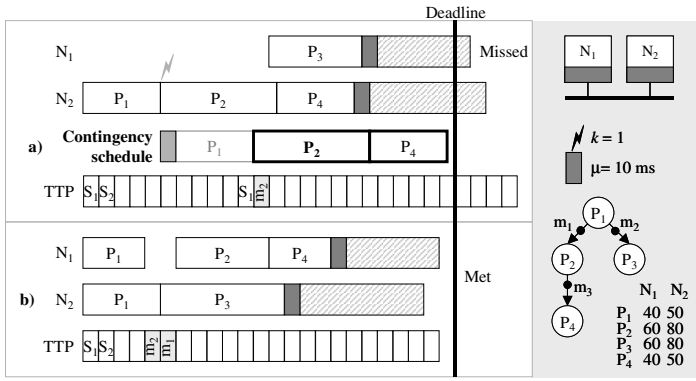 Deadline
N1 P3 Missed
N2 P1 P2 P4
a) Contingency schedule P1 P2 P4
TTP S1 S2 S1 m2
N1 P1 P2 P4
Met
b) N2 P1 P3
TTP S1 S2 m2 m1
N1 N2
k = 1
μ= 10 ms
P1
m1 m2
P2 P3
m3
P4
N1 N2
P1 40 50
P2 60 80
P3 60 80
P4 40 50